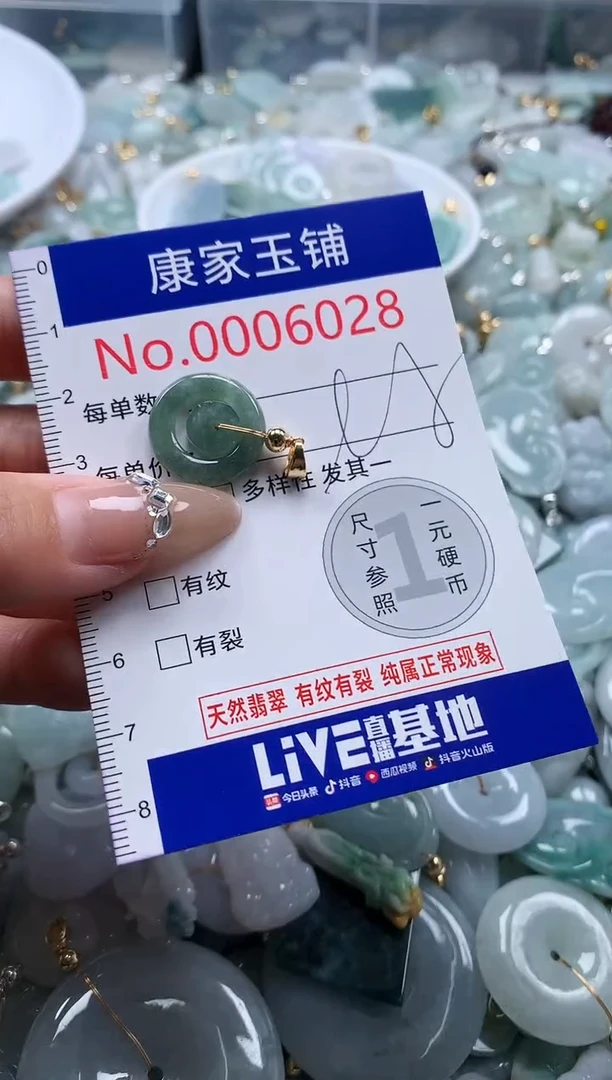 康家玉铺
No.0006028
0
1
2
每单数
3
每单价
多样性 发其一
尺寸参照
1
一元硬币
5
有纹
6
有裂
天然翡翠 有纹有裂 纯属正常现象
7
LiVE直播基地
8
头条 今日头条 抖音 西瓜视频 抖音火山版